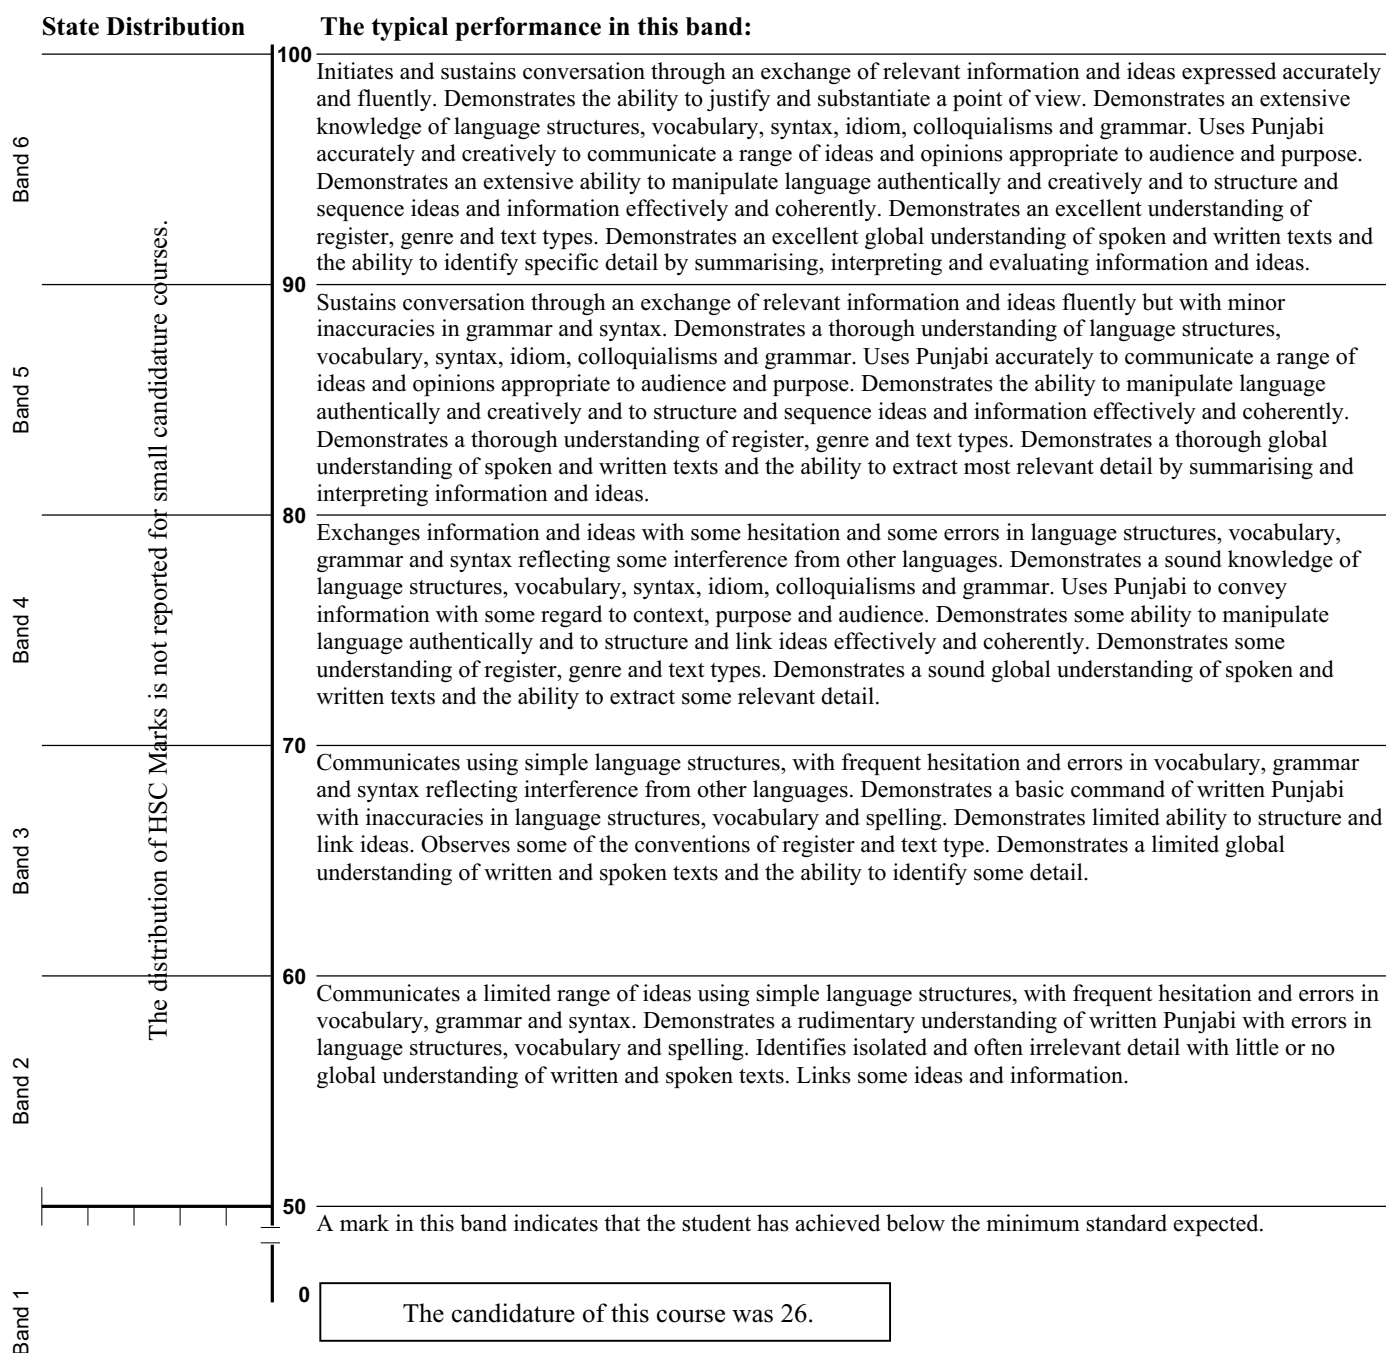 State Distribution
The typical performance in this band:
100
Band 6
Initiates and sustains conversation through an exchange of relevant information and ideas expressed accurately
and fluently. Demonstrates the ability to justify and substantiate a point of view. Demonstrates an extensive
knowledge of language structures, vocabulary, syntax, idiom, colloquialisms and grammar. Uses Punjabi
accurately and creatively to communicate a range of ideas and opinions appropriate to audience and purpose.
Demonstrates an extensive ability to manipulate language authentically and creatively and to structure and
sequence ideas and information effectively and coherently. Demonstrates an excellent understanding of
register, genre and text types. Demonstrates an excellent global understanding of spoken and written texts and
the ability to identify specific detail by summarising, interpreting and evaluating information and ideas.
The distribution of HSC Marks is not reported for small candidature courses.
90
Band 5
Sustains conversation through an exchange of relevant information and ideas fluently but with minor
inaccuracies in grammar and syntax. Demonstrates a thorough understanding of language structures,
vocabulary, syntax, idiom, colloquialisms and grammar. Uses Punjabi accurately to communicate a range of
ideas and opinions appropriate to audience and purpose. Demonstrates the ability to manipulate language
authentically and creatively and to structure and sequence ideas and information effectively and coherently.
Demonstrates a thorough understanding of register, genre and text types. Demonstrates a thorough global
understanding of spoken and written texts and the ability to extract most relevant detail by summarising and
interpreting information and ideas.
80
Band 4
Exchanges information and ideas with some hesitation and some errors in language structures, vocabulary,
grammar and syntax reflecting some interference from other languages. Demonstrates a sound knowledge of
language structures, vocabulary, syntax, idiom, colloquialisms and grammar. Uses Punjabi to convey
information with some regard to context, purpose and audience. Demonstrates some ability to manipulate
language authentically and to structure and link ideas effectively and coherently. Demonstrates some
understanding of register, genre and text types. Demonstrates a sound global understanding of spoken and
written texts and the ability to extract some relevant detail.
70
Band 3
Communicates using simple language structures, with frequent hesitation and errors in vocabulary, grammar
and syntax reflecting interference from other languages. Demonstrates a basic command of written Punjabi
with inaccuracies in language structures, vocabulary and spelling. Demonstrates limited ability to structure and
link ideas. Observes some of the conventions of register and text type. Demonstrates a limited global
understanding of written and spoken texts and the ability to identify some detail.
60
Band 2
Communicates a limited range of ideas using simple language structures, with frequent hesitation and errors in
vocabulary, grammar and syntax. Demonstrates a rudimentary understanding of written Punjabi with errors in
language structures, vocabulary and spelling. Identifies isolated and often irrelevant detail with little or no
global understanding of written and spoken texts. Links some ideas and information.
50
A mark in this band indicates that the student has achieved below the minimum standard expected.
Band 1
0
The candidature of this course was 26.